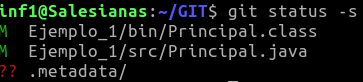 inf1@Salesianas:~/GIT$ git status -s
M  Ejemplo_1/bin/Principal.class
M  Ejemplo_1/src/Principal.java
?? .metadata/